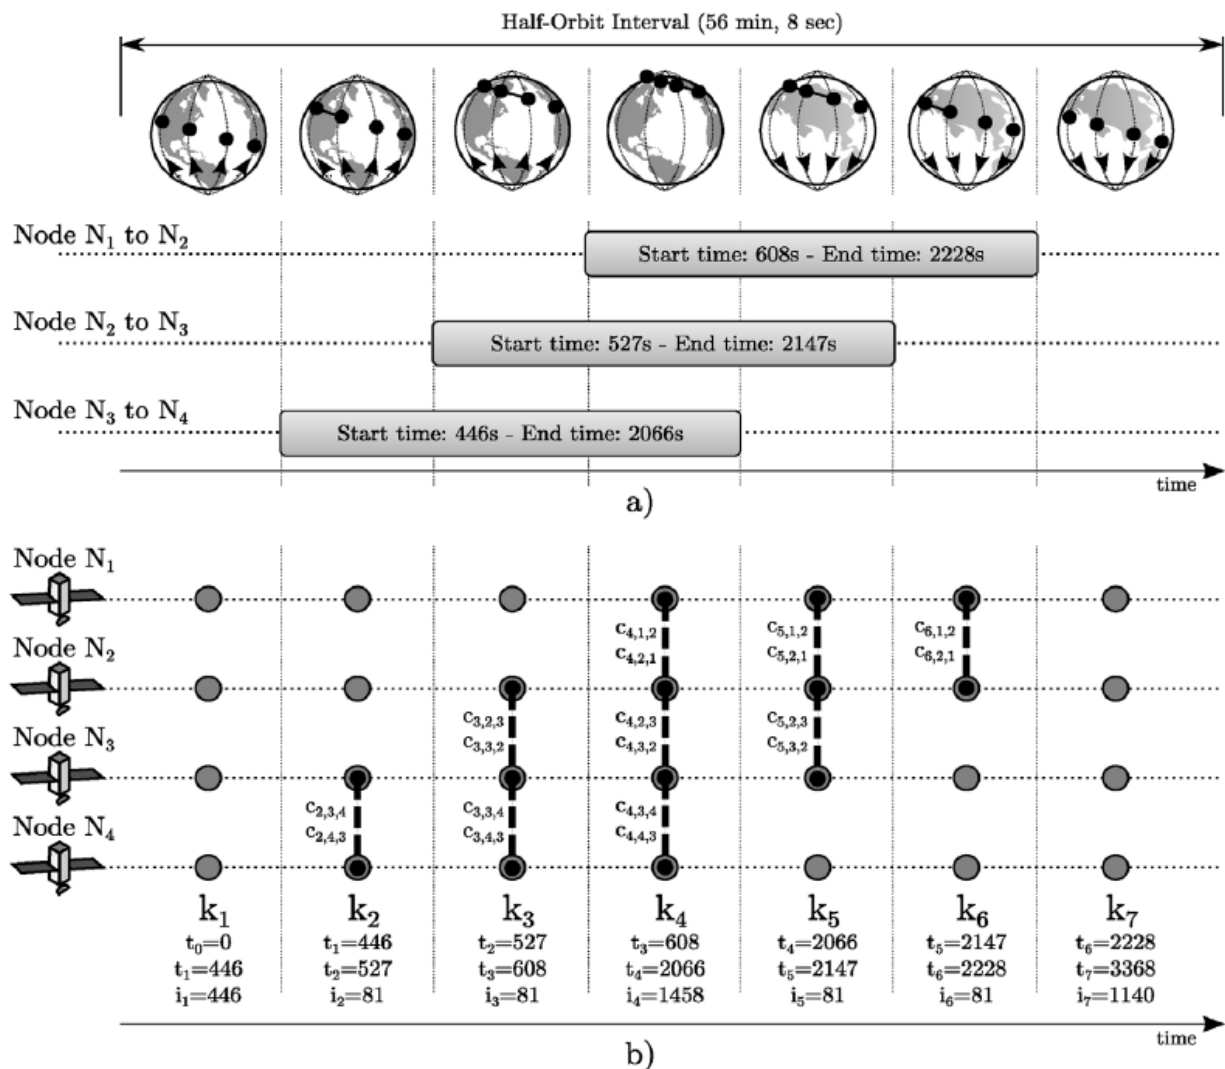 Half-Orbit Interval (56 min, 8 sec)
Node N₁ to N₂
Start time: 608s - End time: 2228s
Node N₂ to N₃
Start time: 527s - End time: 2147s
Node N₃ to N₄
Start time: 446s - End time: 2066s
time
a)
Node N₁
c₄,₁,₂ c₅,₁,₂ c₆,₁,₂
c₄,₂,₁ c₅,₂,₁ c₆,₂,₁
Node N₂
c₃,₂,₃ c₄,₂,₃ c₅,₂,₃
c₃,₃,₂ c₄,₃,₂ c₅,₃,₂
Node N₃
c₂,₃,₄ c₃,₃,₄ c₄,₃,₄
c₂,₄,₃ c₃,₄,₃ c₄,₄,₃
Node N₄
k₁ k₂ k₃ k₄ k₅ k₆ k₇
t₀=0 t₁=446 t₂=527 t₃=608 t₄=2066 t₅=2147 t₆=2228
t₁=446 t₂=527 t₃=608 t₄=2066 t₅=2147 t₆=2228 t₇=3368
i₁=446 i₂=81 i₃=81 i₄=1458 i₅=81 i₆=81 i₇=1140
time
b)